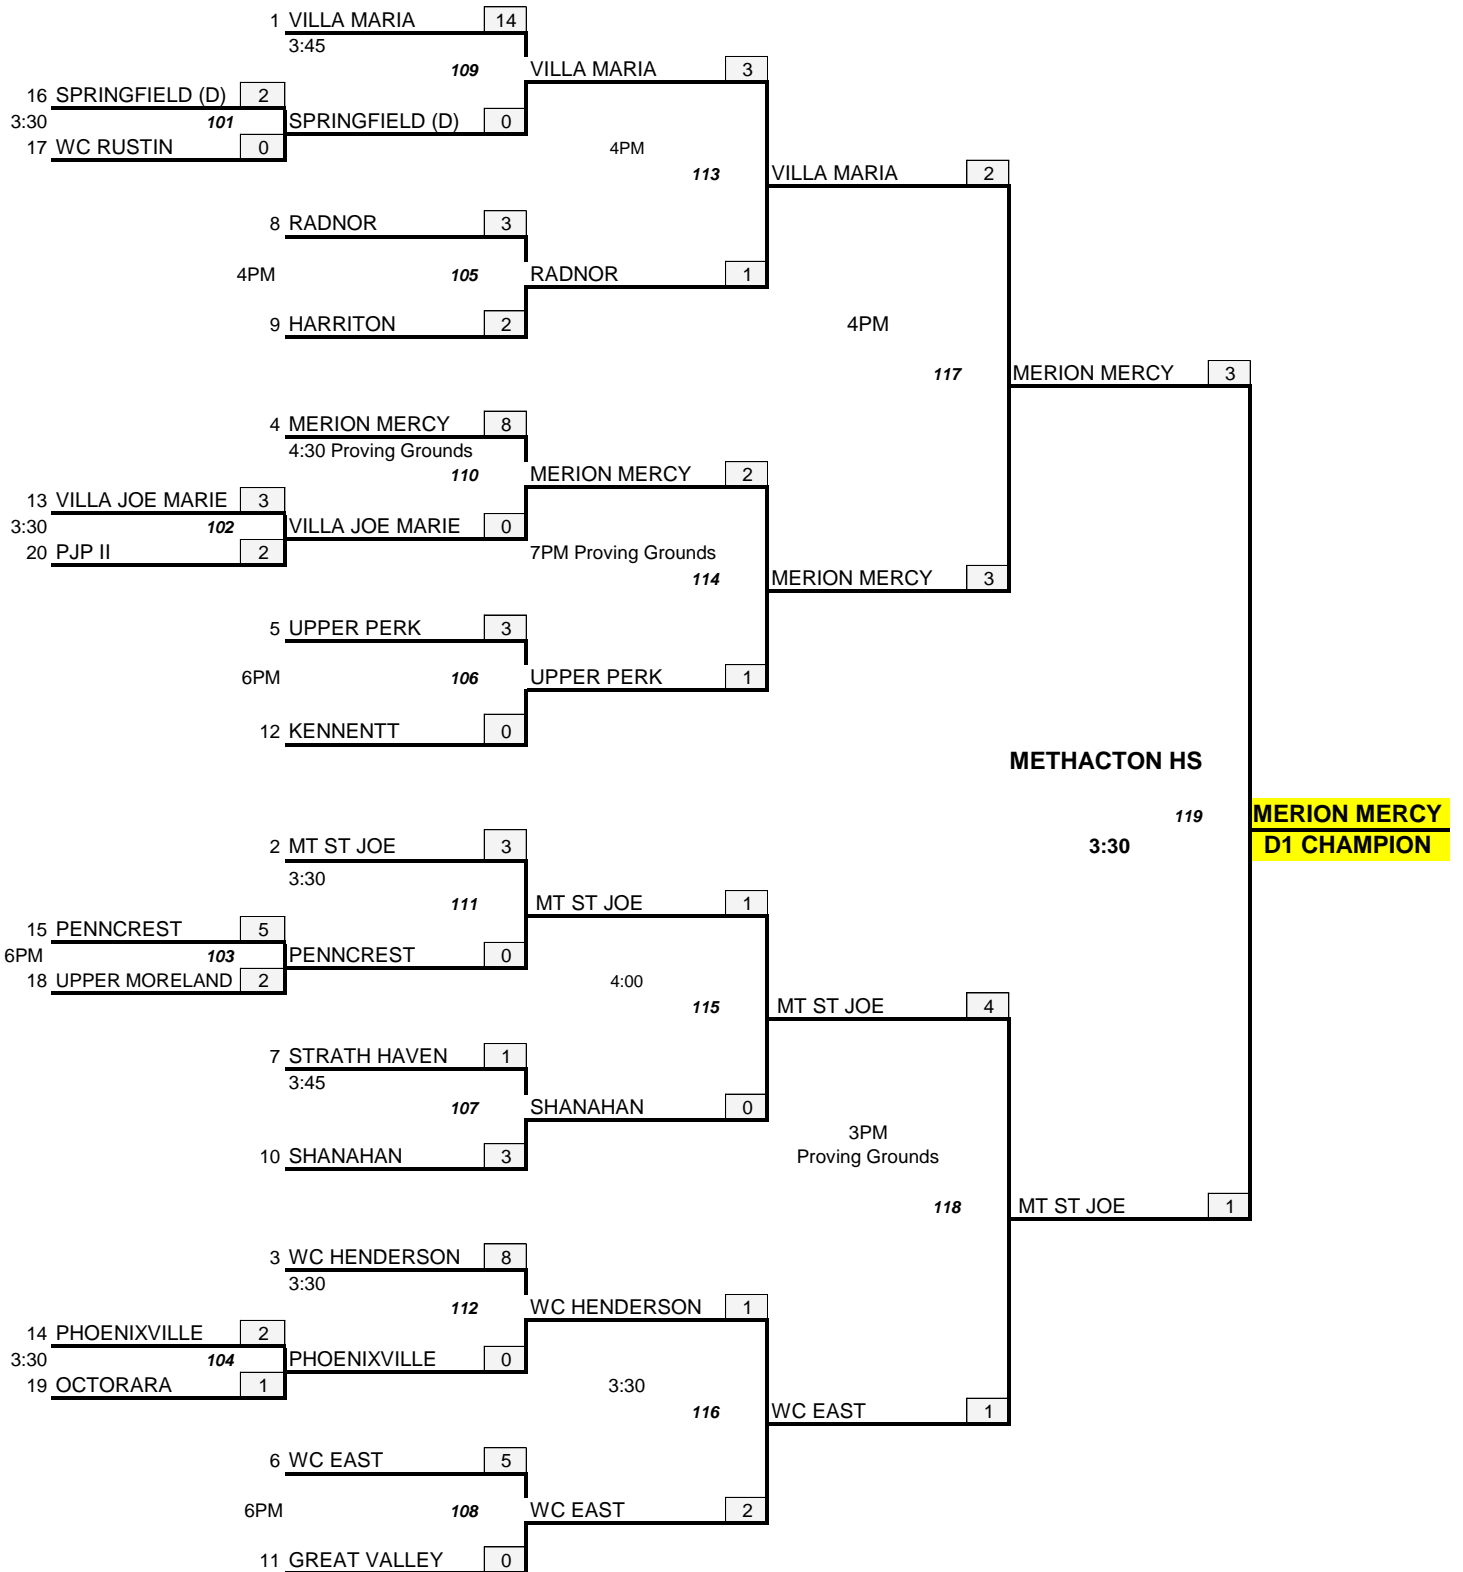 1 VILLA MARIA 14
3:45
109 VILLA MARIA 3
16 SPRINGFIELD (D) 2
3:30 101 SPRINGFIELD (D) 0
17 WC RUSTIN 0
4PM
113 VILLA MARIA 2
8 RADNOR 3
4PM 105 RADNOR 1
9 HARRITON 2
4PM
117 MERION MERCY 3
4 MERION MERCY 8
4:30 Proving Grounds
110 MERION MERCY 2
13 VILLA JOE MARIE 3
3:30 102 VILLA JOE MARIE 0
20 PJP II 2
7PM Proving Grounds
114 MERION MERCY 3
5 UPPER PERK 3
6PM 106 UPPER PERK 1
12 KENNENTT 0
METHACTON HS
119 MERION MERCY
3:30 D1 CHAMPION
2 MT ST JOE 3
3:30
111 MT ST JOE 1
15 PENNCREST 5
6PM 103 PENNCREST 0
18 UPPER MORELAND 2
4:00
115 MT ST JOE 4
7 STRATH HAVEN 1
3:45
107 SHANAHAN 0
10 SHANAHAN 3
3PM
Proving Grounds
118 MT ST JOE 1
3 WC HENDERSON 8
3:30
112 WC HENDERSON 1
14 PHOENIXVILLE 2
3:30 104 PHOENIXVILLE 0
19 OCTORARA 1
3:30
116 WC EAST 1
6 WC EAST 5
6PM 108 WC EAST 2
11 GREAT VALLEY 0